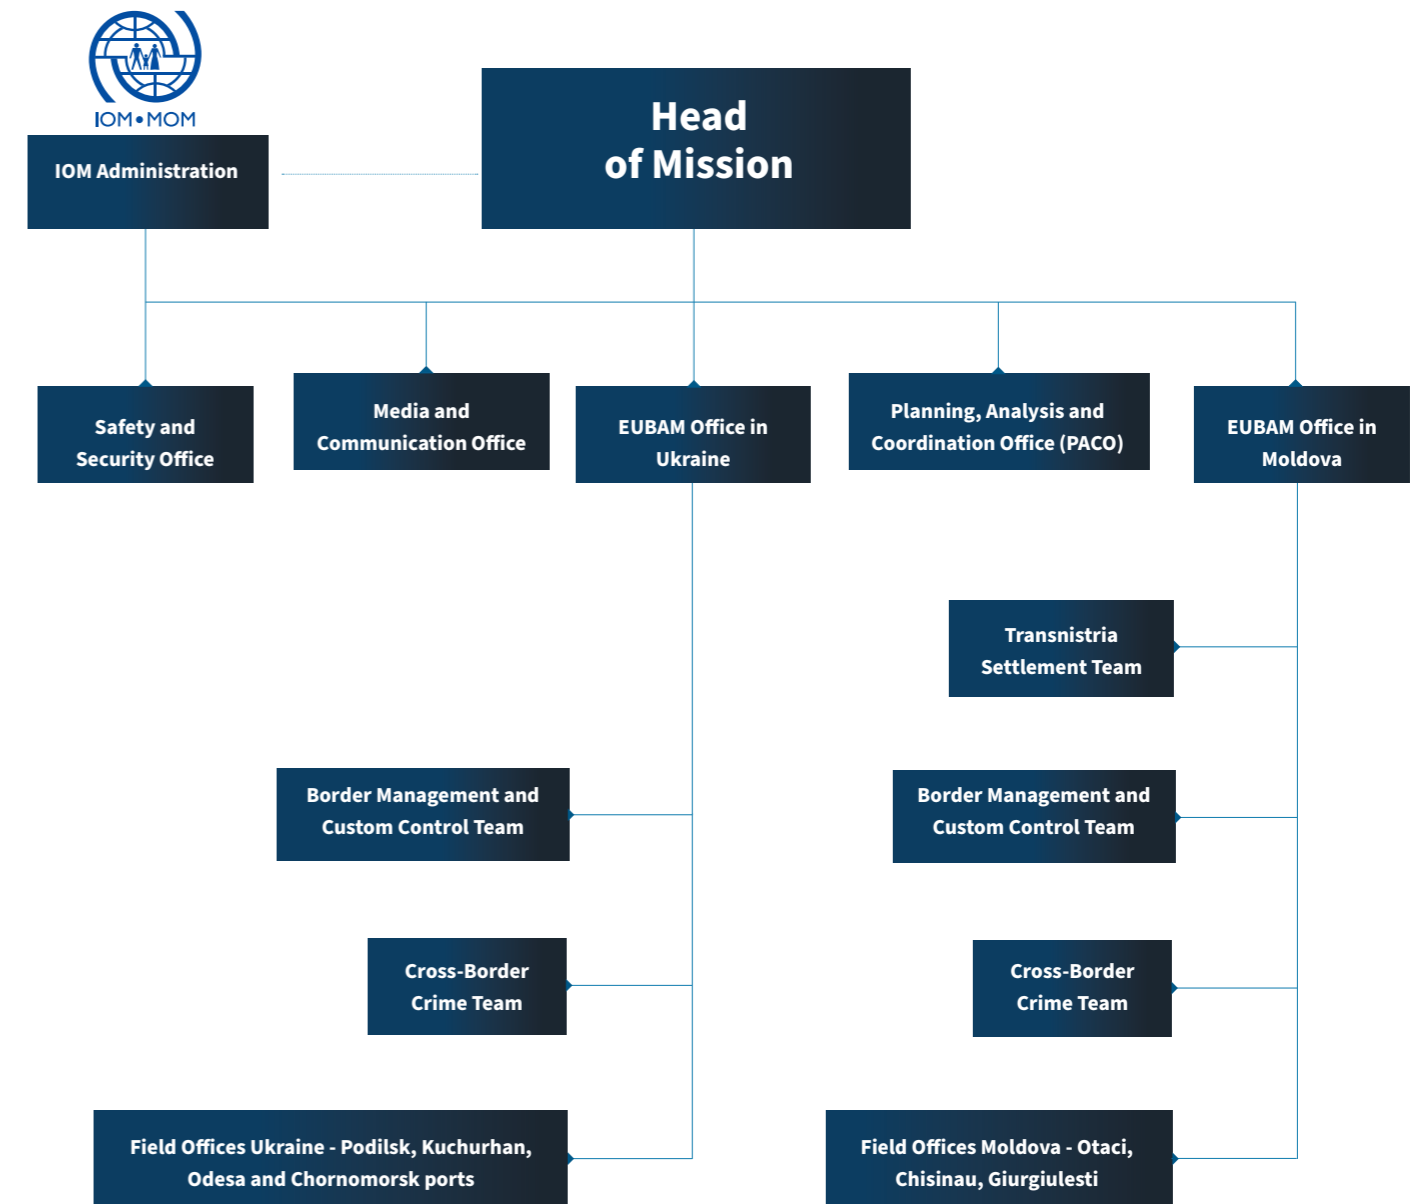 IOM•MOM
IOM Administration
Head
of Mission
Safety and
Security Office
Media and
Communication Office
EUBAM Office in
Ukraine
Planning, Analysis and
Coordination Office (PACO)
EUBAM Office in
Moldova
Transnistria
Settlement Team
Border Management and
Custom Control Team
Border Management and
Custom Control Team
Cross-Border
Crime Team
Cross-Border
Crime Team
Field Offices Ukraine - Podilsk, Kuchurhan,
Odesa and Chornomorsk ports
Field Offices Moldova - Otaci,
Chisinau, Giurgiulesti